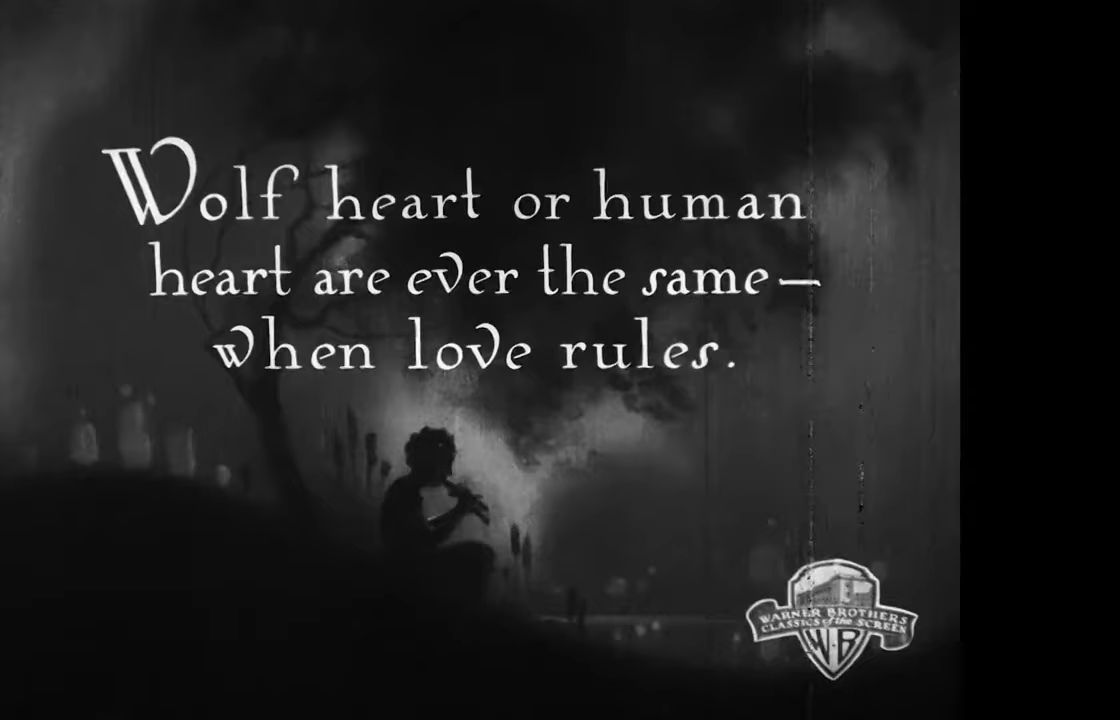 Wolf heart or human
heart are ever the same—
when love rules.
WARNER BROTHERS
CLASSICS of the SCREEN
WB